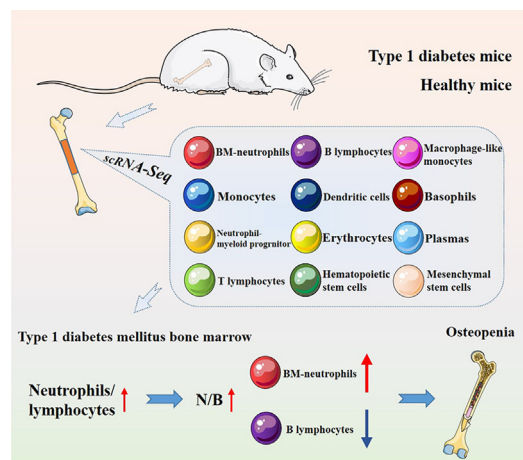 Type 1 diabetes mice
Healthy mice
scRNA-Seq
BM-neutrophils
B lymphocytes
Macrophage-like
monocytes
Monocytes
Dendritic cells
Basophils
Neutrophil-
myeloid prognitor
Erythrocytes
Plasmas
T lymphocytes
Hematopoietic
stem cells
Mesenchymal
stem cells
Type 1 diabetes mellitus bone marrow
Osteopenia
Neutrophils/
lymphocytes
N/B
BM-neutrophils
B lymphocytes